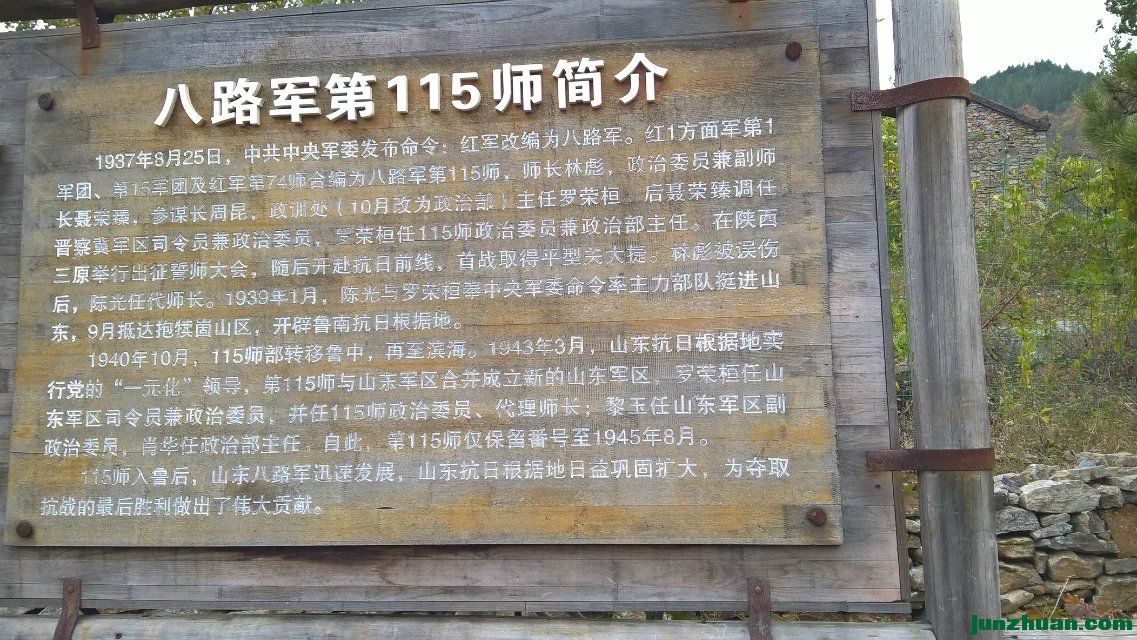 八路军第115师简介
1937年8月25日，中共中央军委发布命令：红军改编为八路军。红1方面军第1
军团、第15军团及红军第74师合编为八路军第115师，师长林彪，政治委员兼副师
长聂荣臻，参谋长周昆，政训处（10月改为政治部）主任罗荣桓。后聂荣臻调任
晋察冀军区司令员兼政治委员，罗荣桓任115师政治委员兼政治部主任。在陕西
三原举行出征誓师大会，随后开赴抗日前线，首战取得平型关大捷。林彪被误伤
后，陈光任代师长。1939年1月，陈光与罗荣桓率中央军委命令率主力部队挺进山
东，9月抵达抱犊崮山区，开辟鲁南抗日根据地。
1940年10月，115师部转移鲁中，再至滨海。1943年3月，山东抗日根据地实
行党的“一元化”领导，第115师与山东军区合并成立新的山东军区，罗荣桓任山
东军区司令员兼政治委员，并任115师政治委员、代理师长；黎玉任山东军区副
政治委员，肖华任政治部主任。自此，第115师仅保留番号至1945年8月。
115师入鲁后，山东八路军迅速发展，山东抗日根据地日益巩固扩大，为夺取
抗战的最后胜利做出了伟大贡献。
junzhuan.com